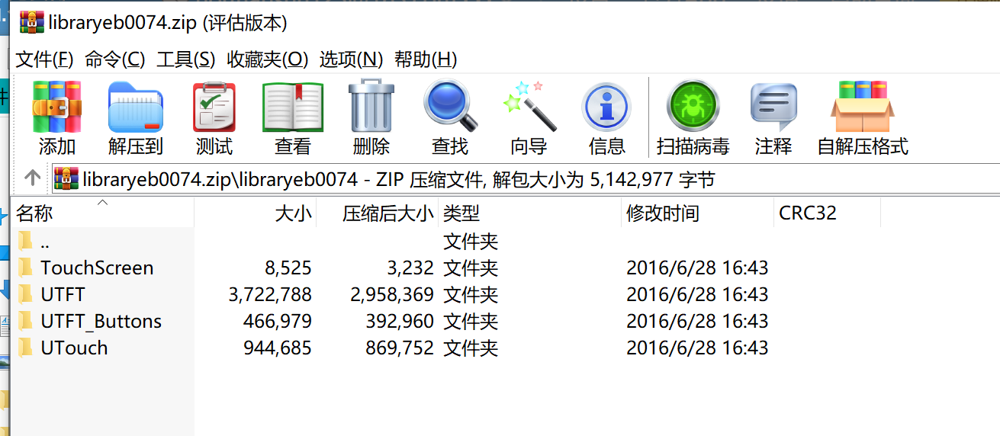 libraryeb0074.zip (评估版本)
文件(F) 命令(C) 工具(S) 收藏夹(O) 选项(N) 帮助(H)
添加 解压到 测试 查看 删除 查找 向导 信息 扫描病毒 注释 自解压格式
libraryeb0074.zip\libraryeb0074 - ZIP 压缩文件, 解包大小为 5,142,977 字节
名称 大小 压缩后大小 类型 修改时间 CRC32
.. 文件夹
TouchScreen 8,525 3,232 文件夹 2016/6/28 16:43
UTFT 3,722,788 2,958,369 文件夹 2016/6/28 16:43
UTFT_Buttons 466,979 392,960 文件夹 2016/6/28 16:43
UTouch 944,685 869,752 文件夹 2016/6/28 16:43